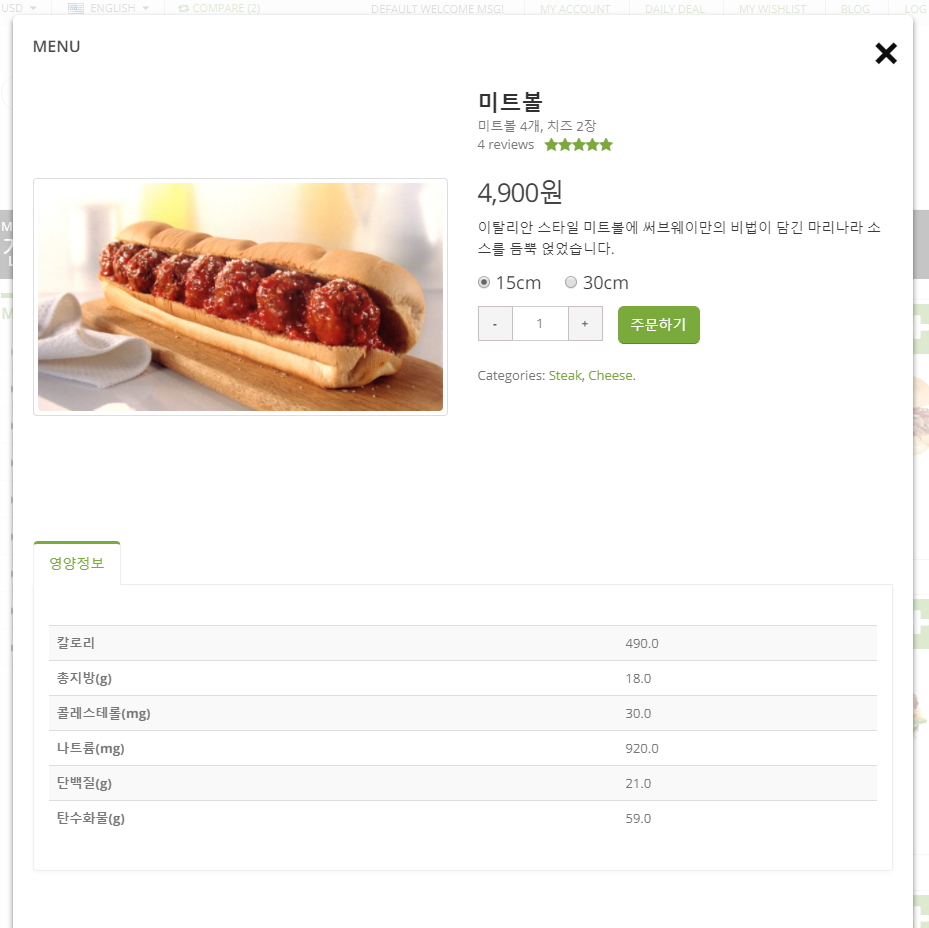 USD
ENGLISH
COMPARE (2)
DEFAULT WELCOME MSG!
MY ACCOUNT
DAILY DEAL
MY WISHLIST
BLOG
LOG
MENU
미트볼
미트볼 4개, 치즈 2장
4 reviews
4,900원
이탈리안 스타일 미트볼에 써브웨이만의 비법이 담긴 마리나라 소
스를 듬뿍 얹었습니다.
15cm 30cm
- 1 + 주문하기
Categories: Steak, Cheese.
영양정보
칼로리 490.0
총지방(g) 18.0
콜레스테롤(mg) 30.0
나트륨(mg) 920.0
단백질(g) 21.0
탄수화물(g) 59.0